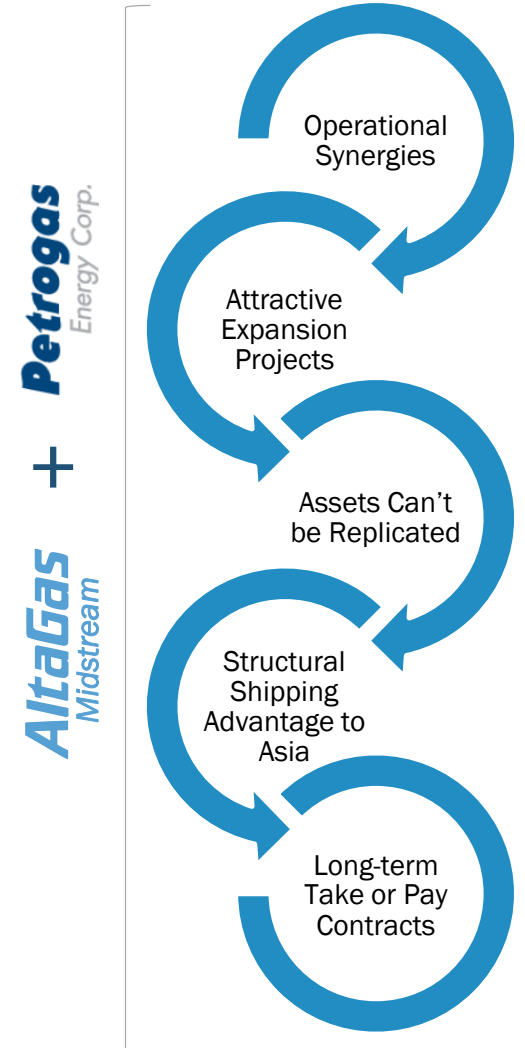 AltaGas
Midstream
+
Petrogas
Energy Corp.
Operational
Synergies
Attractive
Expansion
Projects
Assets Can’t
be Replicated
Structural
Shipping
Advantage to
Asia
Long-term
Take or Pay
Contracts